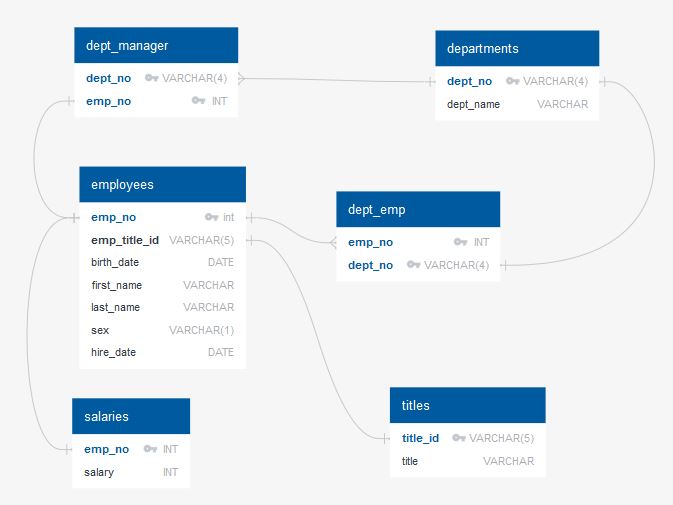 dept_manager
dept_no VARCHAR(4)
emp_no INT
departments
dept_no VARCHAR(4)
dept_name VARCHAR
employees
emp_no int
emp_title_id VARCHAR(5)
birth_date DATE
first_name VARCHAR
last_name VARCHAR
sex VARCHAR(1)
hire_date DATE
dept_emp
emp_no INT
dept_no VARCHAR(4)
salaries
emp_no INT
salary INT
titles
title_id VARCHAR(5)
title VARCHAR